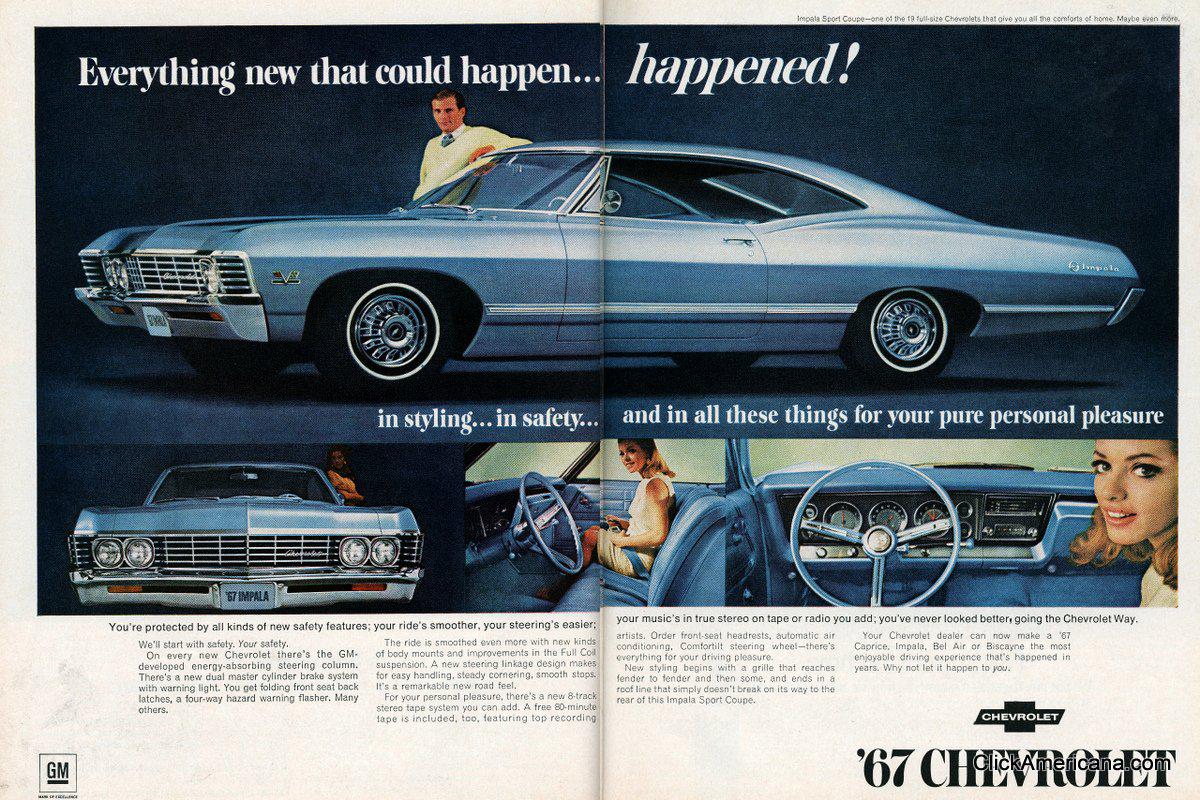 Impala Sport Coupe—one of the 19 full-size Chevrolets that give you all the comforts of home. Maybe even more.
Everything new that could happen... happened!
Chevrolet
'67 IMPALA
Impala
in styling... in safety... and in all these things for your pure personal pleasure
Chevrolet
'67 IMPALA
You're protected by all kinds of new safety features; your ride's smoother, your steering's easier;
your music's in true stereo on tape or radio you add; you've never looked better, going the Chevrolet Way.
We'll start with safety. Your safety.
On every new Chevrolet there's the GM-
developed energy-absorbing steering column.
There's a new dual master cylinder brake system
with warning light. You get folding front seat back
latches, a four-way hazard warning flasher. Many
others.
The ride is smoothed even more with new kinds
of body mounts and improvements in the Full Coil
suspension. A new steering linkage design makes
for easy handling, steady cornering, smooth stops.
It's a remarkable new road feel.
For your personal pleasure, there's a new 8-track
stereo tape system you can add. A free 80-minute
tape is included, too, featuring top recording
artists. Order front-seat headrests, automatic air
conditioning, Comfortilt steering wheel—there's
everything for your driving pleasure.
New styling begins with a grille that reaches
fender to fender and then some, and ends in a
roof line that simply doesn't break on its way to the
rear of this Impala Sport Coupe.
Your Chevrolet dealer can now make a '67
Caprice, Impala, Bel Air or Biscayne the most
enjoyable driving experience that's happened in
years. Why not let it happen to you.
CHEVROLET
'67 CHEVROLET
ClickAmericana.com
GM
MARK OF EXCELLENCE